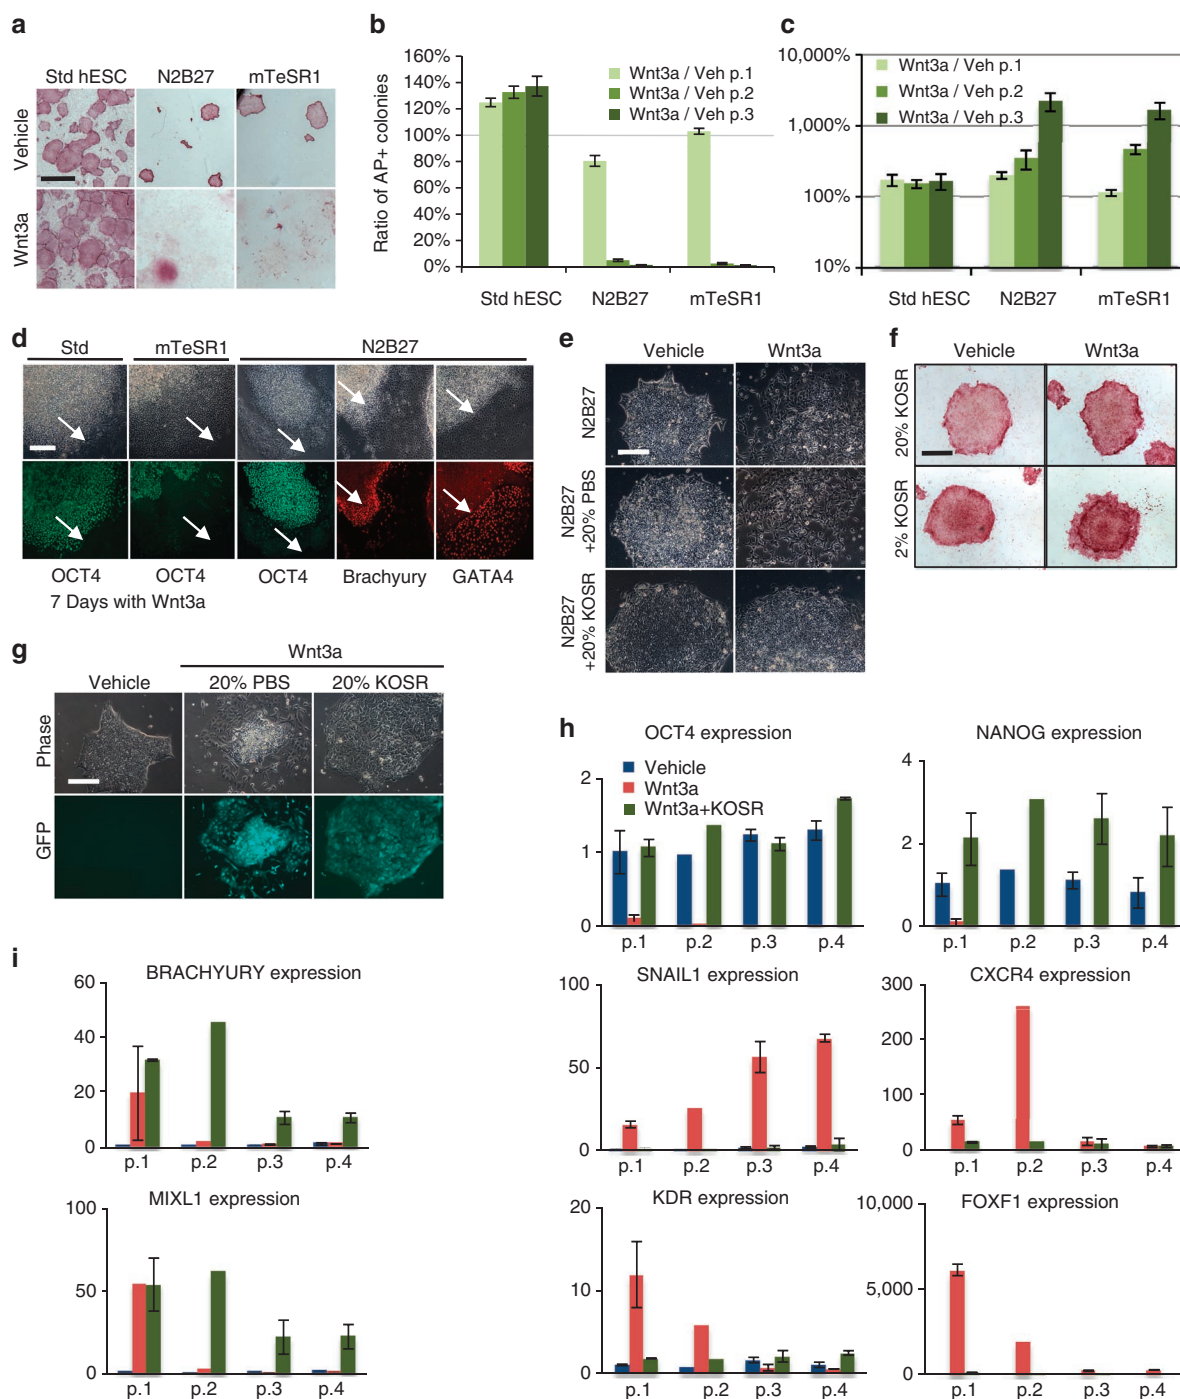 a
Std hESC N2B27 mTeSR1
Vehicle
Wnt3a
b
160%
140%
120%
100%
80%
60%
40%
20%
0%
Ratio of AP+ colonies
Wnt3a / Veh p.1
Wnt3a / Veh p.2
Wnt3a / Veh p.3
Std hESC N2B27 mTeSR1
c
10,000%
1,000%
100%
10%
Wnt3a / Veh p.1
Wnt3a / Veh p.2
Wnt3a / Veh p.3
Std hESC N2B27 mTeSR1
d
Std mTeSR1 N2B27
OCT4 OCT4 OCT4 Brachyury GATA4
7 Days with Wnt3a
e
Vehicle Wnt3a
N2B27
N2B27
+20% PBS
N2B27
+20% KOSR
f
Vehicle Wnt3a
20% KOSR
2% KOSR
g
Wnt3a
Vehicle 20% PBS 20% KOSR
Phase
GFP
h
OCT4 expression
Vehicle
Wnt3a
Wnt3a+KOSR
2
1
0
p.1 p.2 p.3 p.4
NANOG expression
4
2
0
p.1 p.2 p.3 p.4
i
BRACHYURY expression
60
40
20
0
p.1 p.2 p.3 p.4
SNAIL1 expression
100
50
0
p.1 p.2 p.3 p.4
CXCR4 expression
300
200
100
0
p.1 p.2 p.3 p.4
MIXL1 expression
100
50
0
p.1 p.2 p.3 p.4
KDR expression
20
10
0
p.1 p.2 p.3 p.4
FOXF1 expression
10,000
5,000
0
p.1 p.2 p.3 p.4